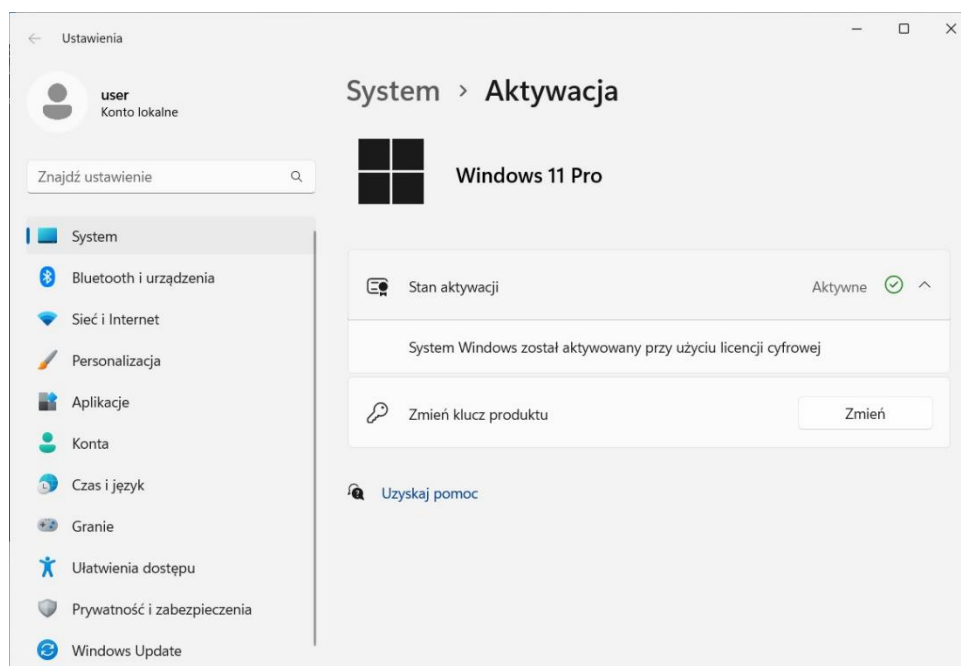 Ustawienia
user
Konto lokalne
Znajdź ustawienie
System
Bluetooth i urządzenia
Sieć i Internet
Personalizacja
Aplikacje
Konta
Czas i język
Granie
Ułatwienia dostępu
Prywatność i zabezpieczenia
Windows Update
System > Aktywacja
Windows 11 Pro
Stan aktywacji Aktywne
System Windows został aktywowany przy użyciu licencji cyfrowej
Zmień klucz produktu Zmień
Uzyskaj pomoc